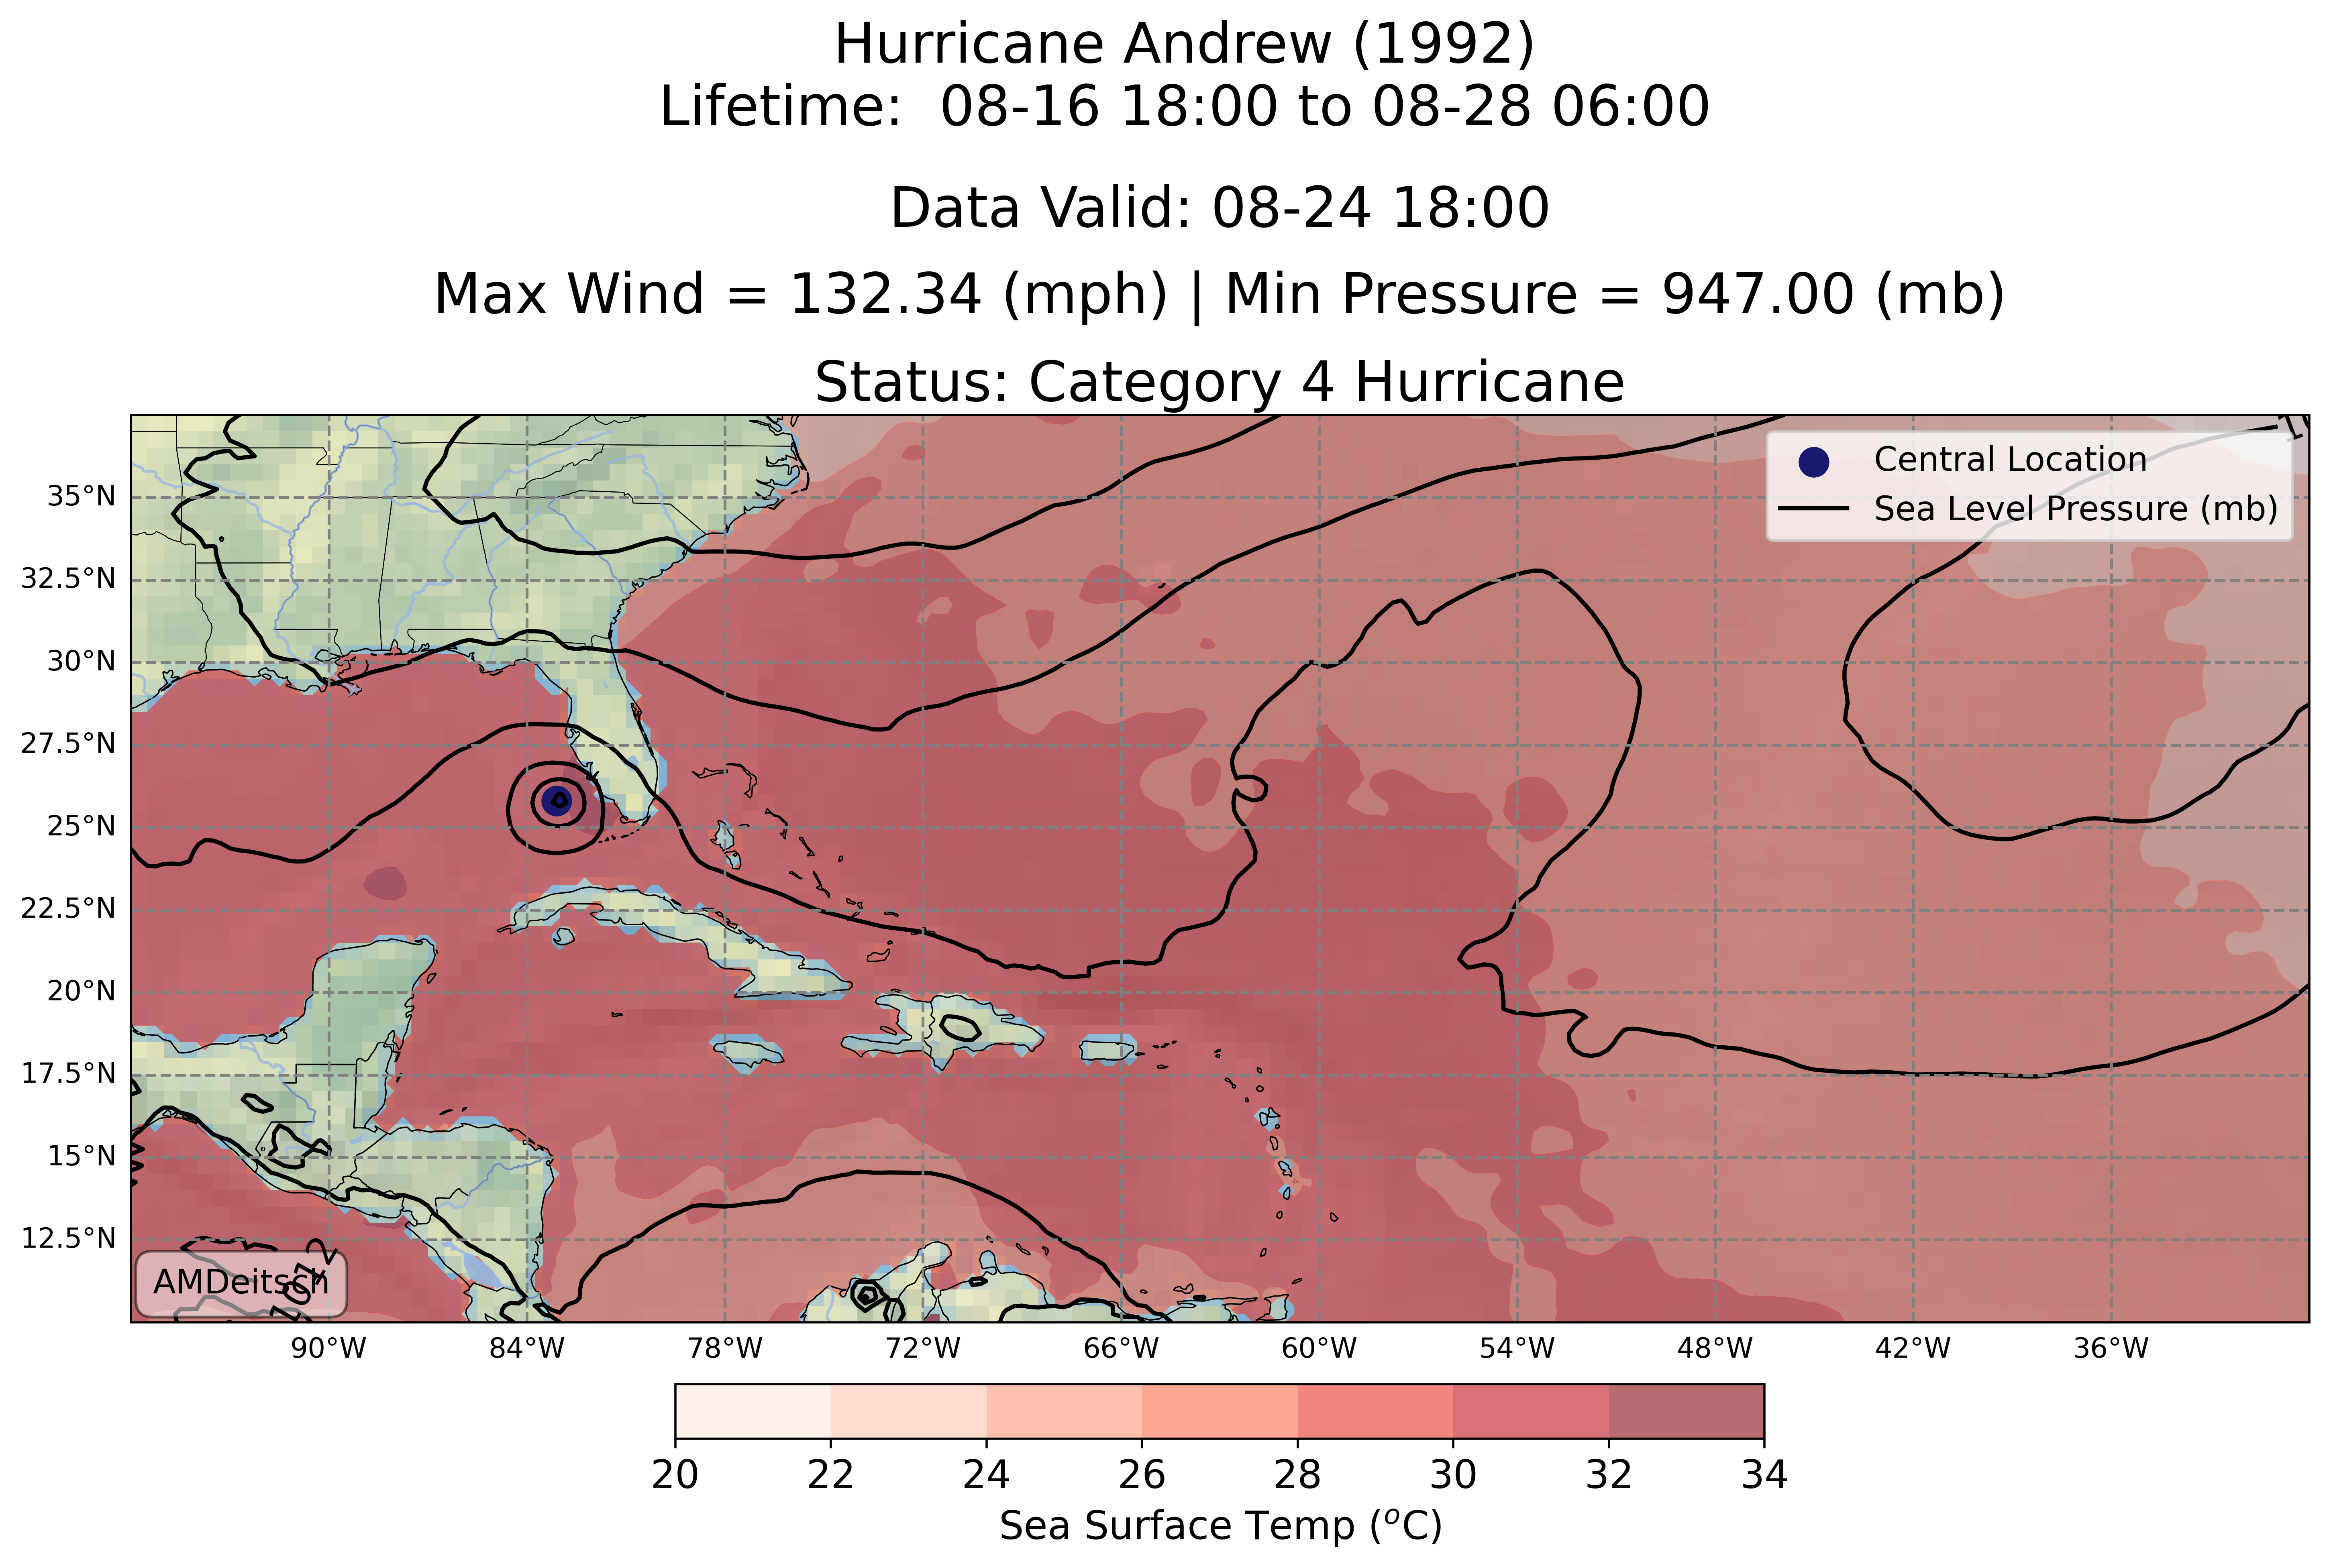 Hurricane Andrew (1992)
Lifetime:  08-16 18:00 to 08-28 06:00
Data Valid: 08-24 18:00
Max Wind = 132.34 (mph) | Min Pressure = 947.00 (mb)
Status: Category 4 Hurricane
Central Location
Sea Level Pressure (mb)
35°N
32.5°N
30°N
27.5°N
25°N
22.5°N
20°N
17.5°N
15°N
12.5°N
1012
AMDeitsch
90°W 84°W 78°W 72°W 66°W 60°W 54°W 48°W 42°W 36°W
20 22 24 26 28 30 32 34
Sea Surface Temp (°C)